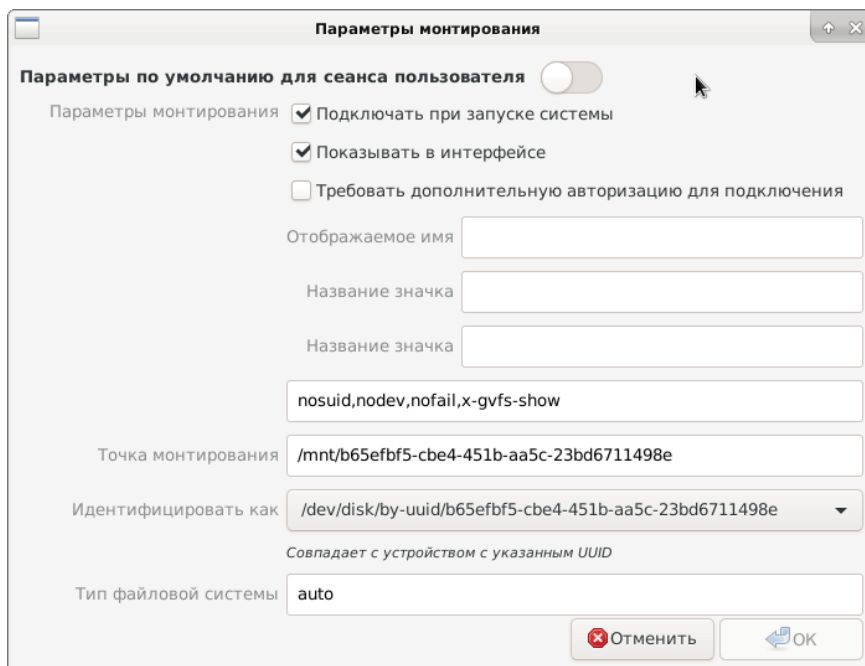 Параметры монтирования
Параметры по умолчанию для сеанса пользователя
Параметры монтирования Подключать при запуске системы
Показывать в интерфейсе
Требовать дополнительную авторизацию для подключения
Отображаемое имя
Название значка
Название значка
nosuid,nodev,nofail,x-gvfs-show
Точка монтирования /mnt/b65efbf5-cbe4-451b-aa5c-23bd6711498e
Идентифицировать как /dev/disk/by-uuid/b65efbf5-cbe4-451b-aa5c-23bd6711498e
Совпадает с устройством с указанным UUID
Тип файловой системы auto
Отменить ОК